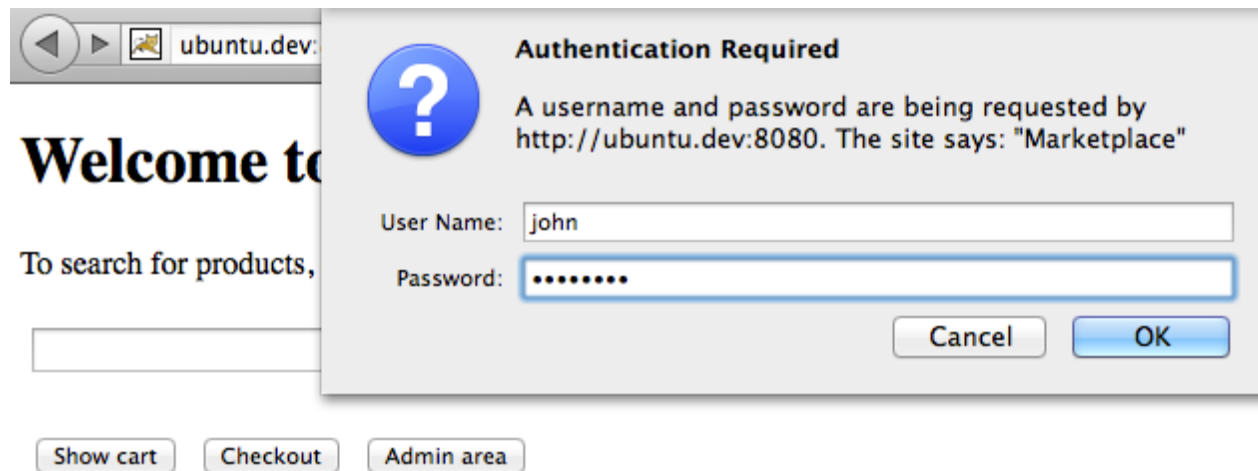 ubuntu.dev:
Authentication Required
A username and password are being requested by
http://ubuntu.dev:8080. The site says: "Marketplace"
User Name: john
Password: ••••••••
Cancel OK
Welcome to
To search for products,
Show cart Checkout Admin area